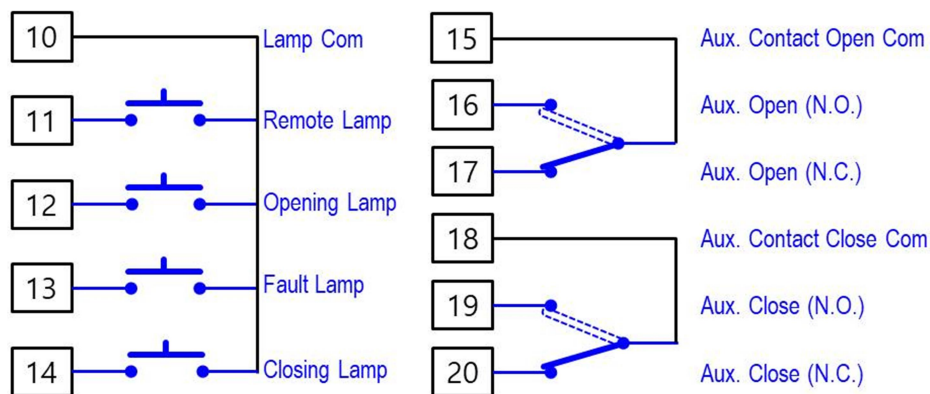 10 Lamp Com
11 Remote Lamp
12 Opening Lamp
13 Fault Lamp
14 Closing Lamp
15 Aux. Contact Open Com
16 Aux. Open (N.O.)
17 Aux. Open (N.C.)
18 Aux. Contact Close Com
19 Aux. Close (N.O.)
20 Aux. Close (N.C.)